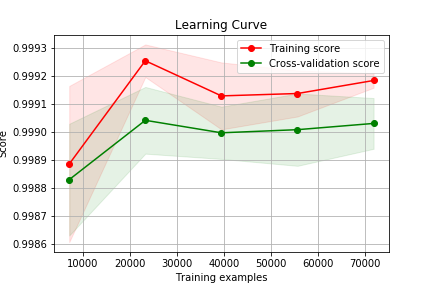 Learning Curve
Training score
Cross-validation score
0.9993
0.9992
0.9991
0.9990
0.9989
0.9988
0.9987
0.9986
Score
10000 20000 30000 40000 50000 60000 70000
Training examples